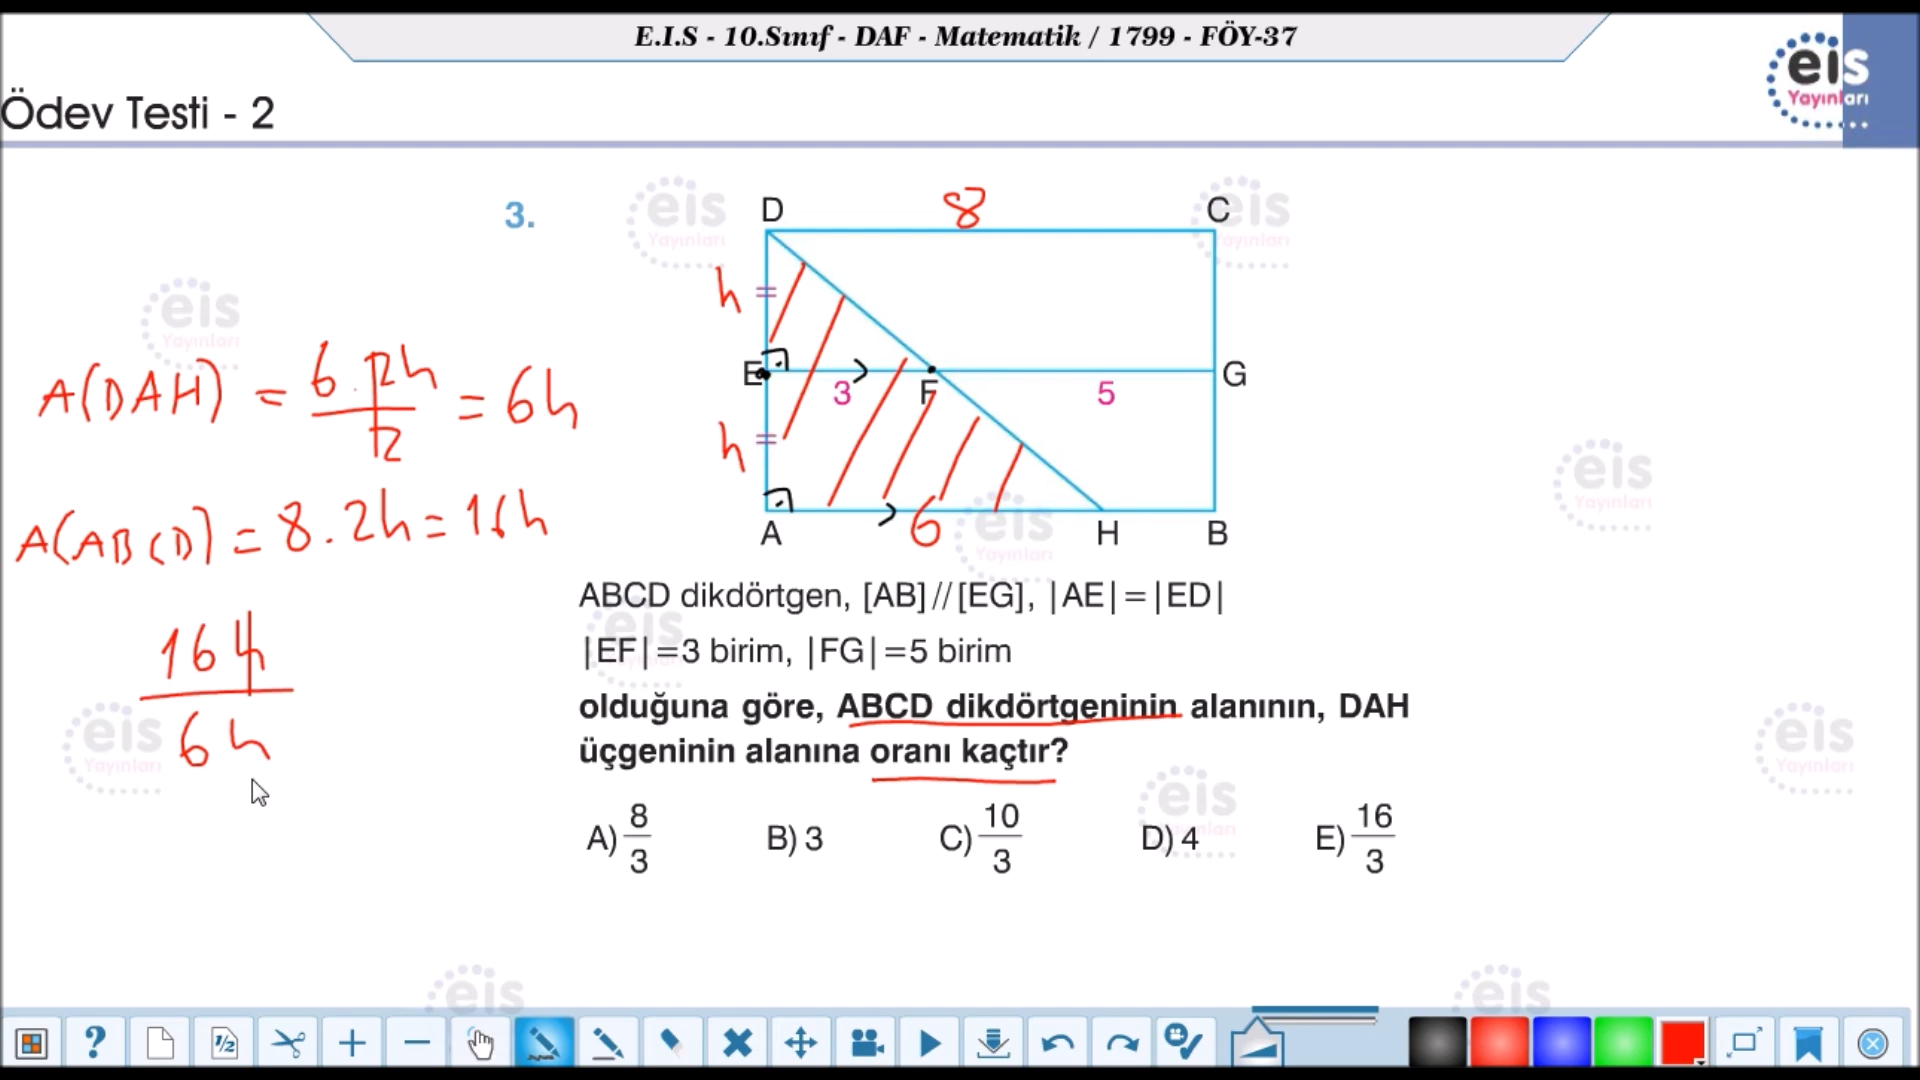 E.I.S - 10.Sınıf - DAF - Matematik / 1799 - FÖY-37
eis
Yayınları
Ödev Testi - 2
3.
D 8 C
h =
E 3 F 5 G
h =
A 6 H B
A(DAH) = 6.2h/2 = 6h
A(ABCD) = 8.2h = 16h
16h
6h
ABCD dikdörtgen, [AB]//[EG], |AE|=|ED|
|EF|=3 birim, |FG|=5 birim
olduğuna göre, ABCD dikdörtgeninin alanının, DAH
üçgeninin alanına oranı kaçtır?
A) 8/3 B) 3 C) 10/3 D) 4 E) 16/3